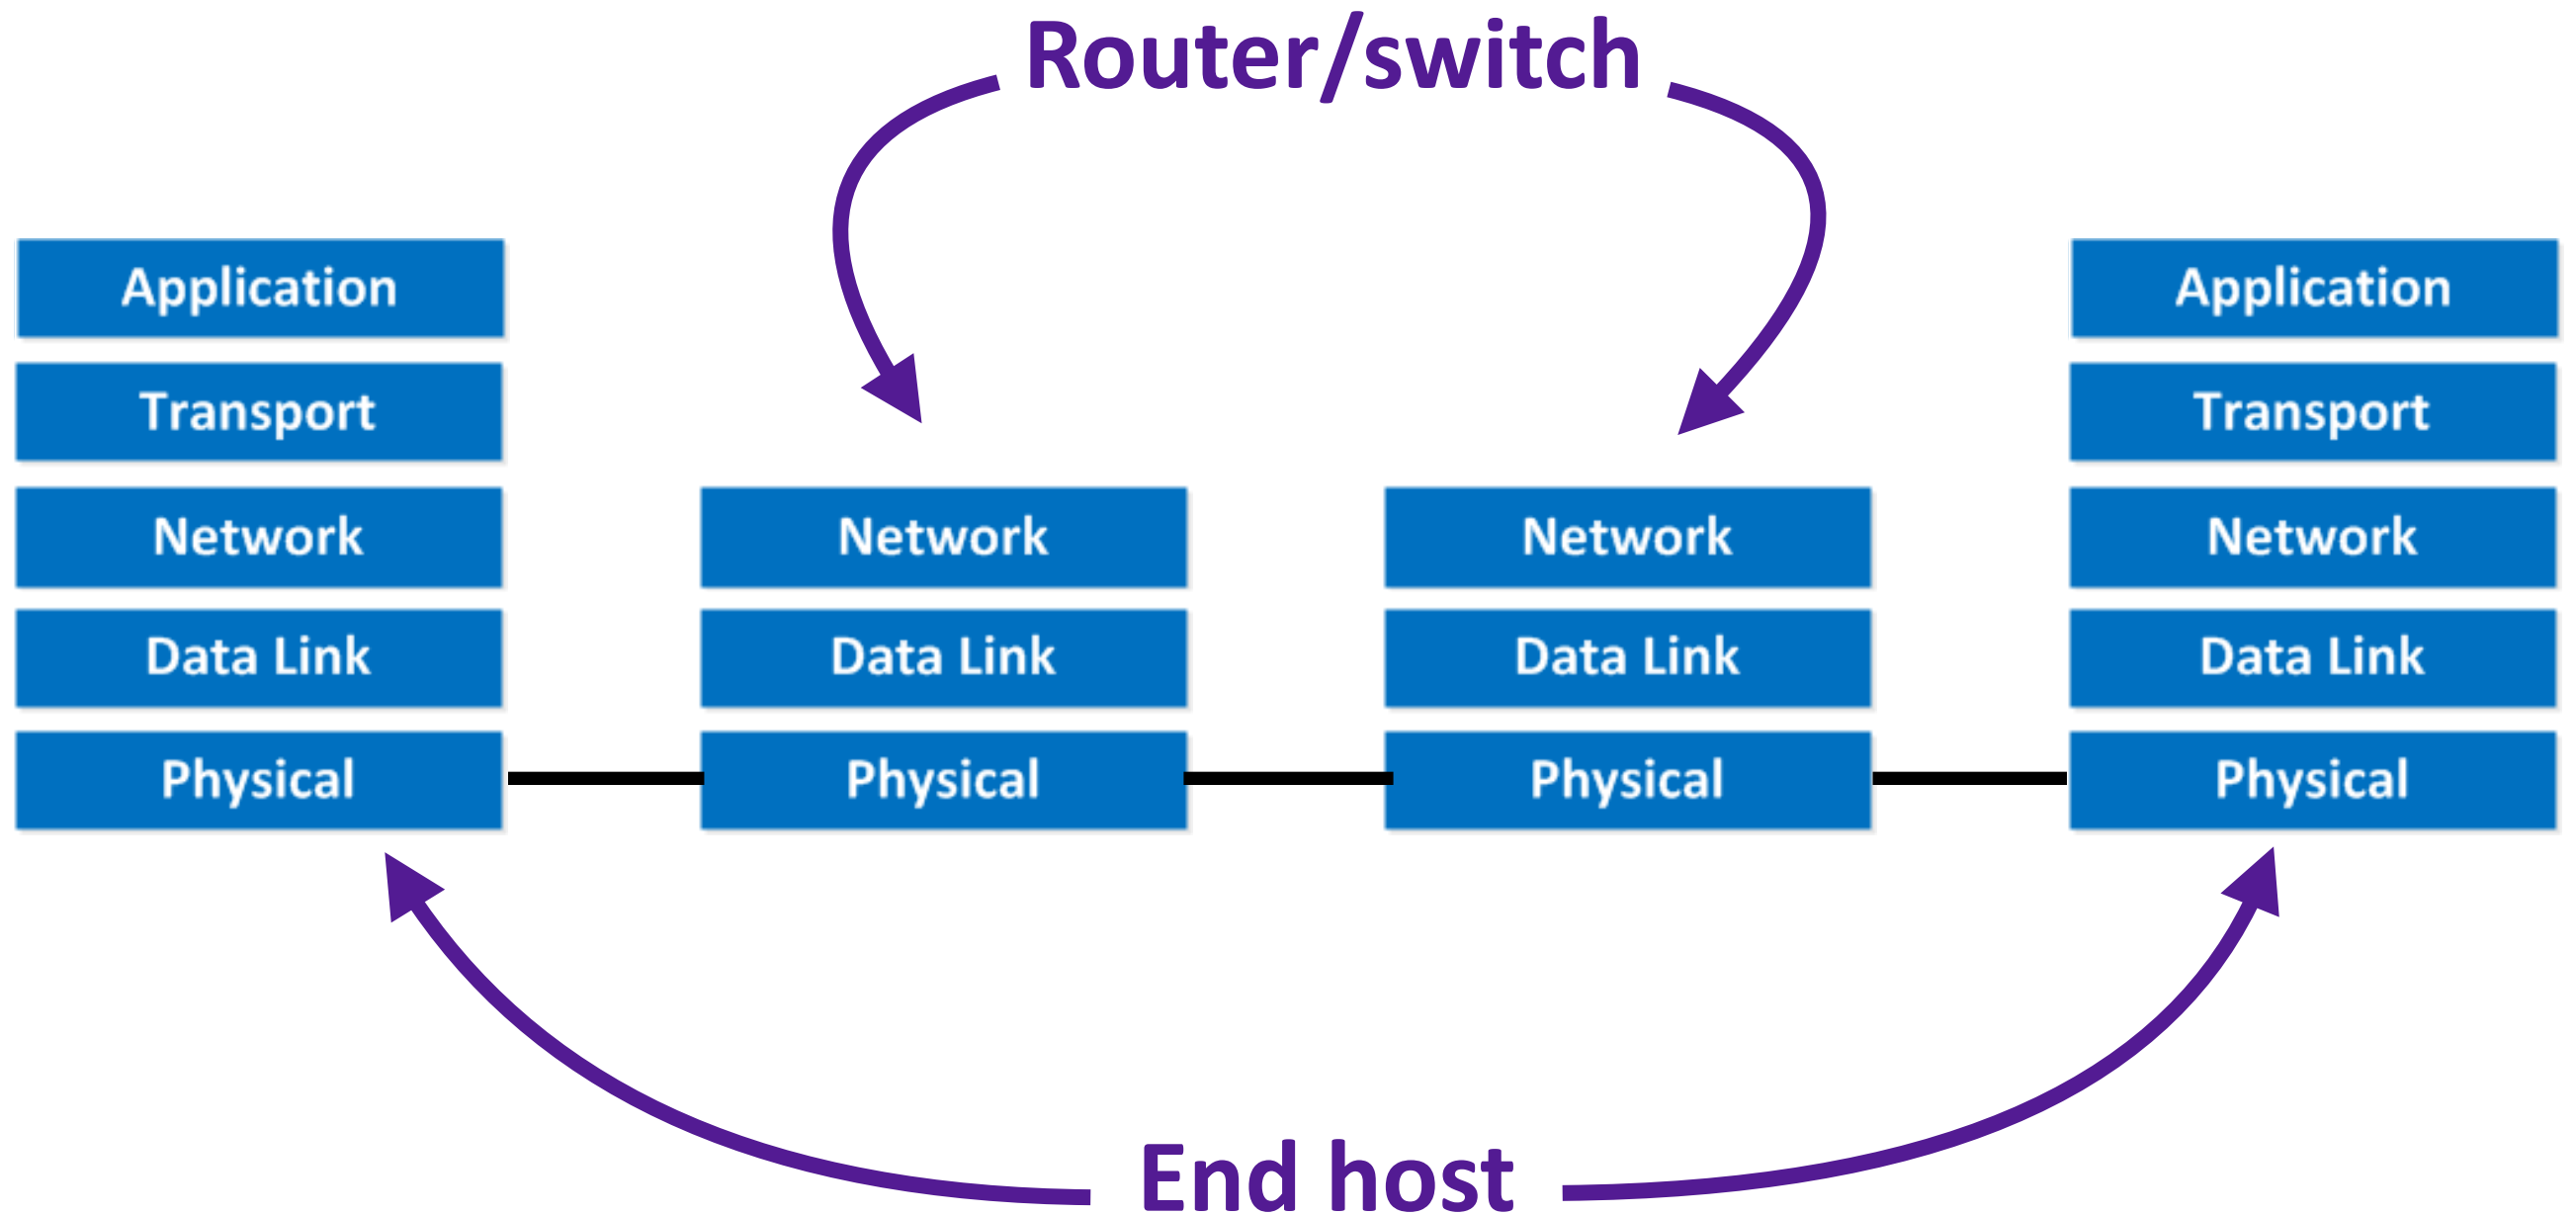 Router/switch
Application
Transport
Network
Data Link
Physical
Network
Data Link
Physical
Network
Data Link
Physical
Application
Transport
Network
Data Link
Physical
End host